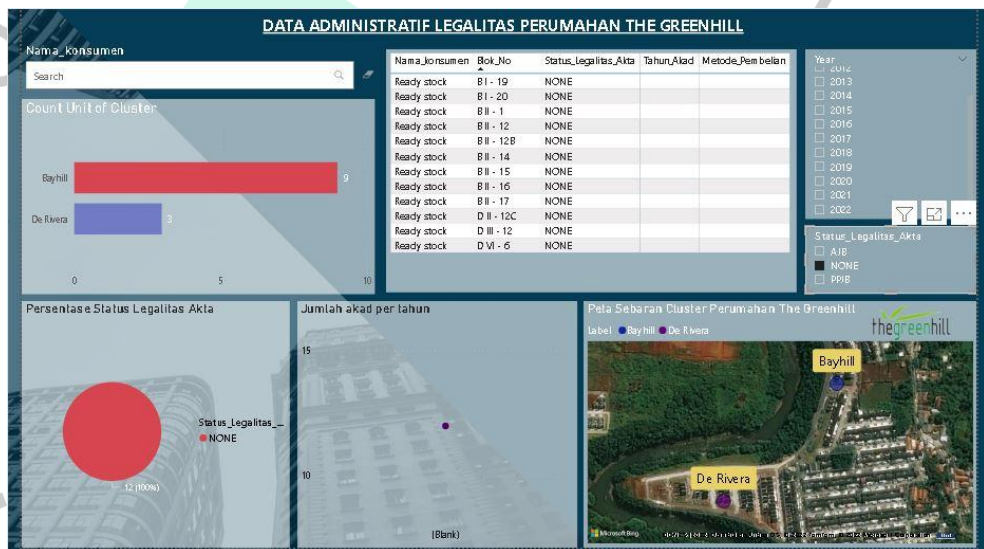 DATA ADMINISTRATIF LEGALITAS PERUMAHAN THE GREENHILL
Nama_konsumen
Search
Count Unit of Cluster
Bayhill 9
De Rivera 3
0 5 10
Nama_konsumen Blok_No Status_Legalitas_Akta Tahun_Akad Metode_Pembelian
Ready stock B I - 19 NONE
Ready stock B I - 20 NONE
Ready stock B II - 1 NONE
Ready stock B II - 12 NONE
Ready stock B II - 12B NONE
Ready stock B II - 14 NONE
Ready stock B II - 15 NONE
Ready stock B II - 16 NONE
Ready stock B II - 17 NONE
Ready stock D II - 12C NONE
Ready stock D III - 12 NONE
Ready stock D VI - 6 NONE
Year
2012
2013
2014
2015
2016
2017
2018
2019
2020
2021
2022
Status_Legalitas_Akta
AJB
NONE
PPJB
Persentase Status Legalitas Akta
Status_Legalitas_...
NONE
12 (100%)
Jumlah akad per tahun
15
10
(Blank)
Peta Sebaran Cluster Perumahan The Greenhill
Label Bayhill De Rivera
thegreenhill
Bayhill
De Rivera
Microsoft Bing